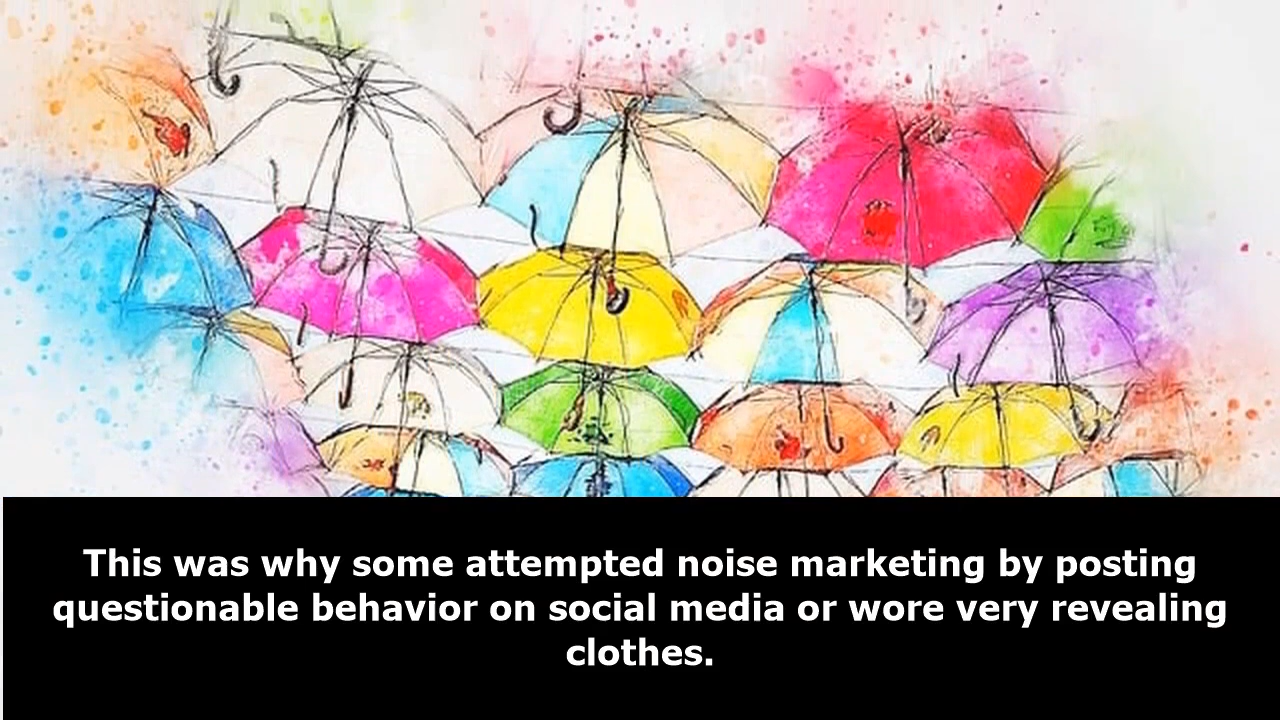 This was why some attempted noise marketing by posting
questionable behavior on social media or wore very revealing
clothes.